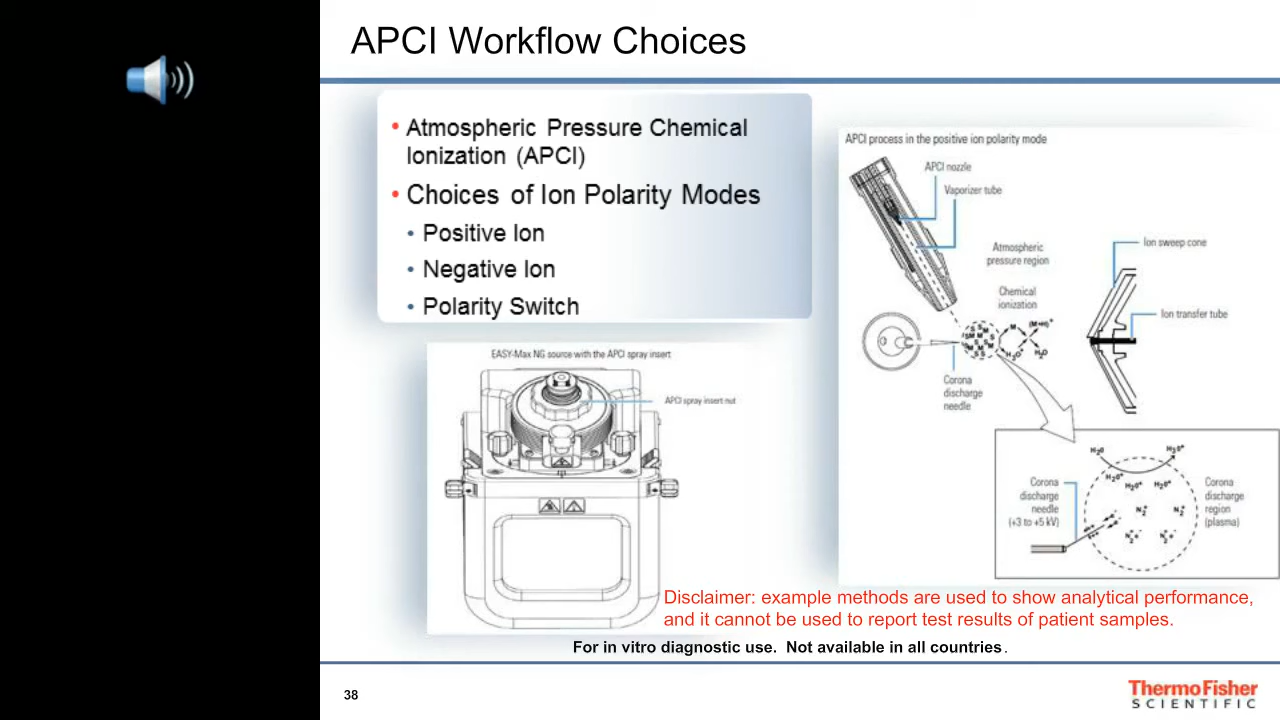 APCI Workflow Choices
• Atmospheric Pressure Chemical
Ionization (APCI)
• Choices of Ion Polarity Modes
• Positive Ion
• Negative Ion
• Polarity Switch
EASY-Max NG source with the APCI spray insert
APCI spray insert nut
APCI process in the positive ion polarity mode
APCI nozzle
Vaporizer tube
Atmospheric
pressure region
Chemical
ionization
Ion sweep cone
Ion transfer tube
Corona
discharge
needle
H₂O
H₃O⁺
Corona
discharge
needle
(+3 to +5 kV)
Corona
discharge
region
(plasma)
Disclaimer: example methods are used to show analytical performance,
and it cannot be used to report test results of patient samples.
For in vitro diagnostic use. Not available in all countries.
38
ThermoFisher
SCIENTIFIC